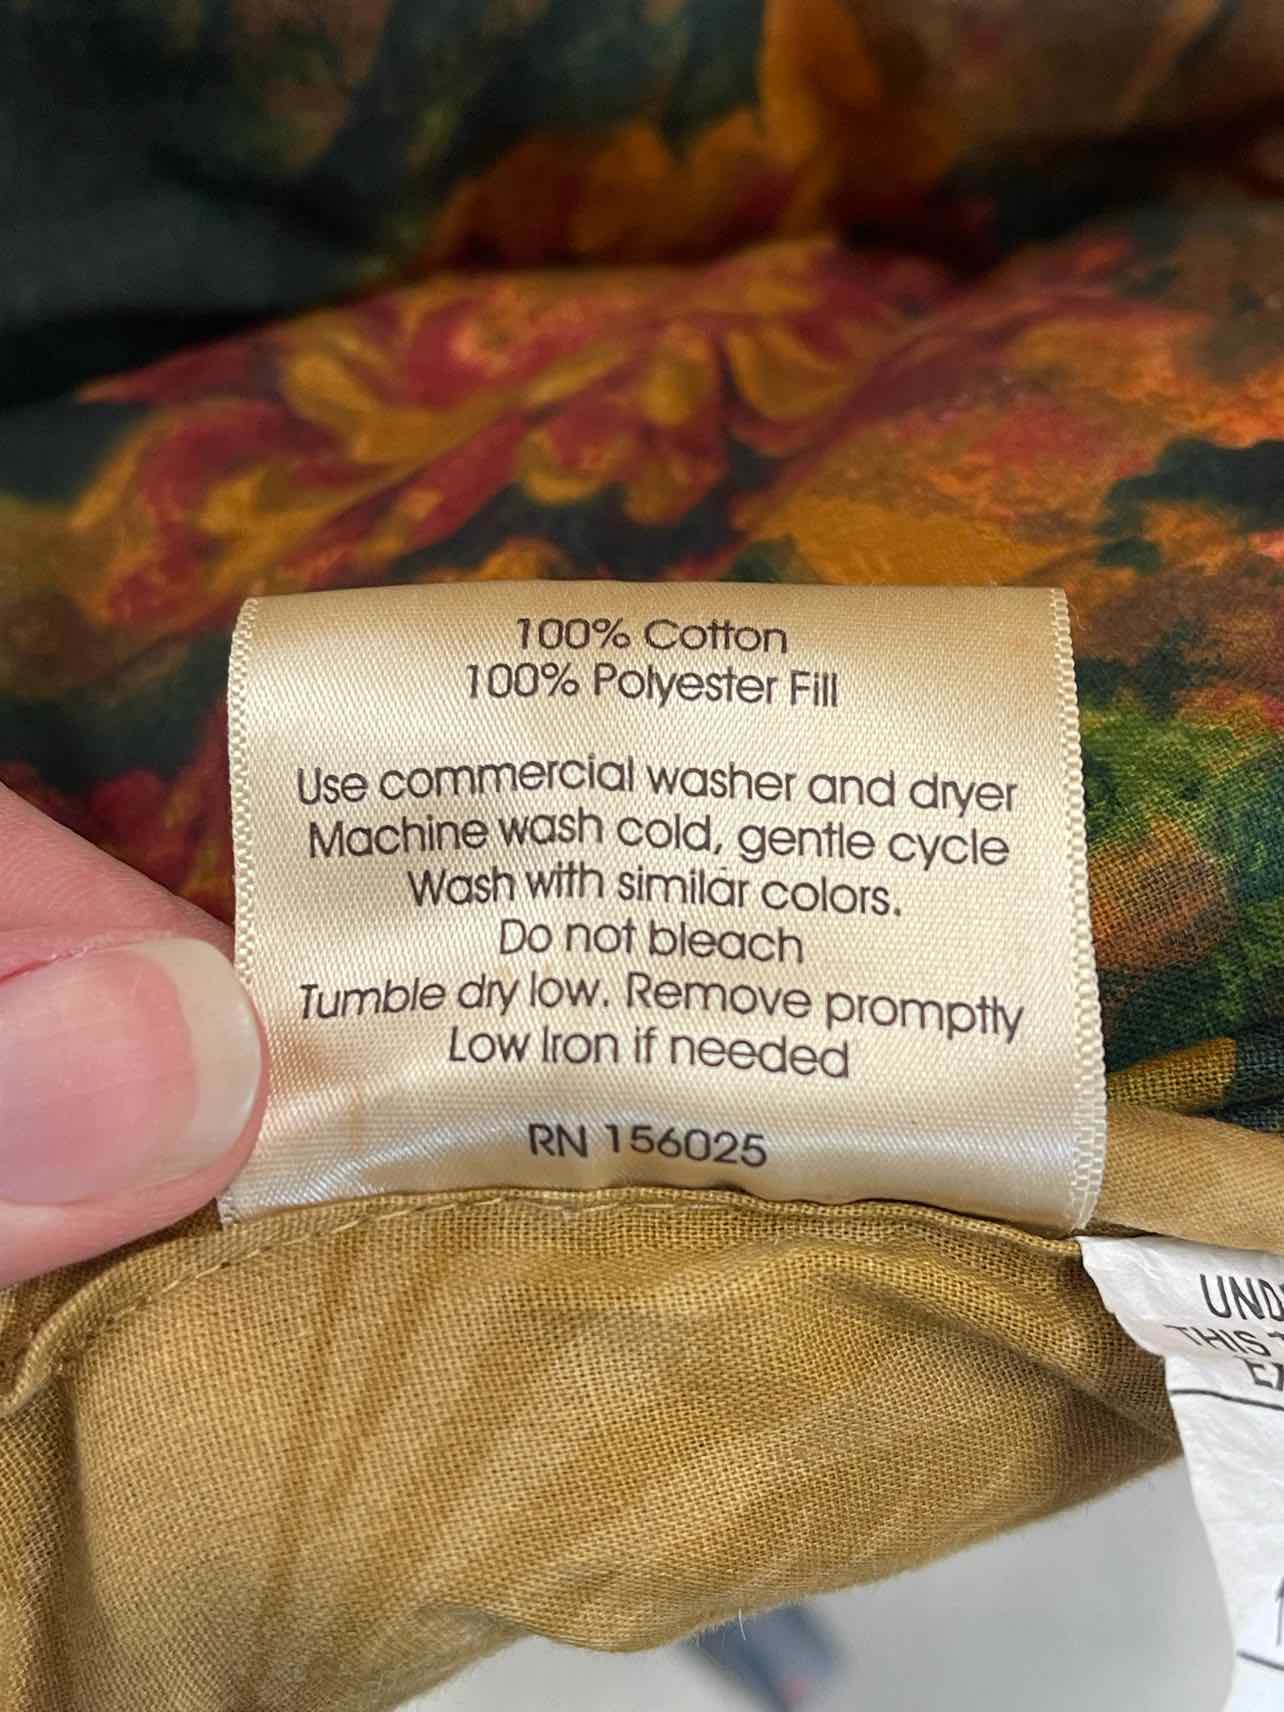 100% Cotton
100% Polyester Fill
Use commercial washer and dryer
Machine wash cold, gentle cycle
Wash with similar colors.
Do not bleach
Tumble dry low. Remove promptly
Low Iron if needed
RN 156025
THIS